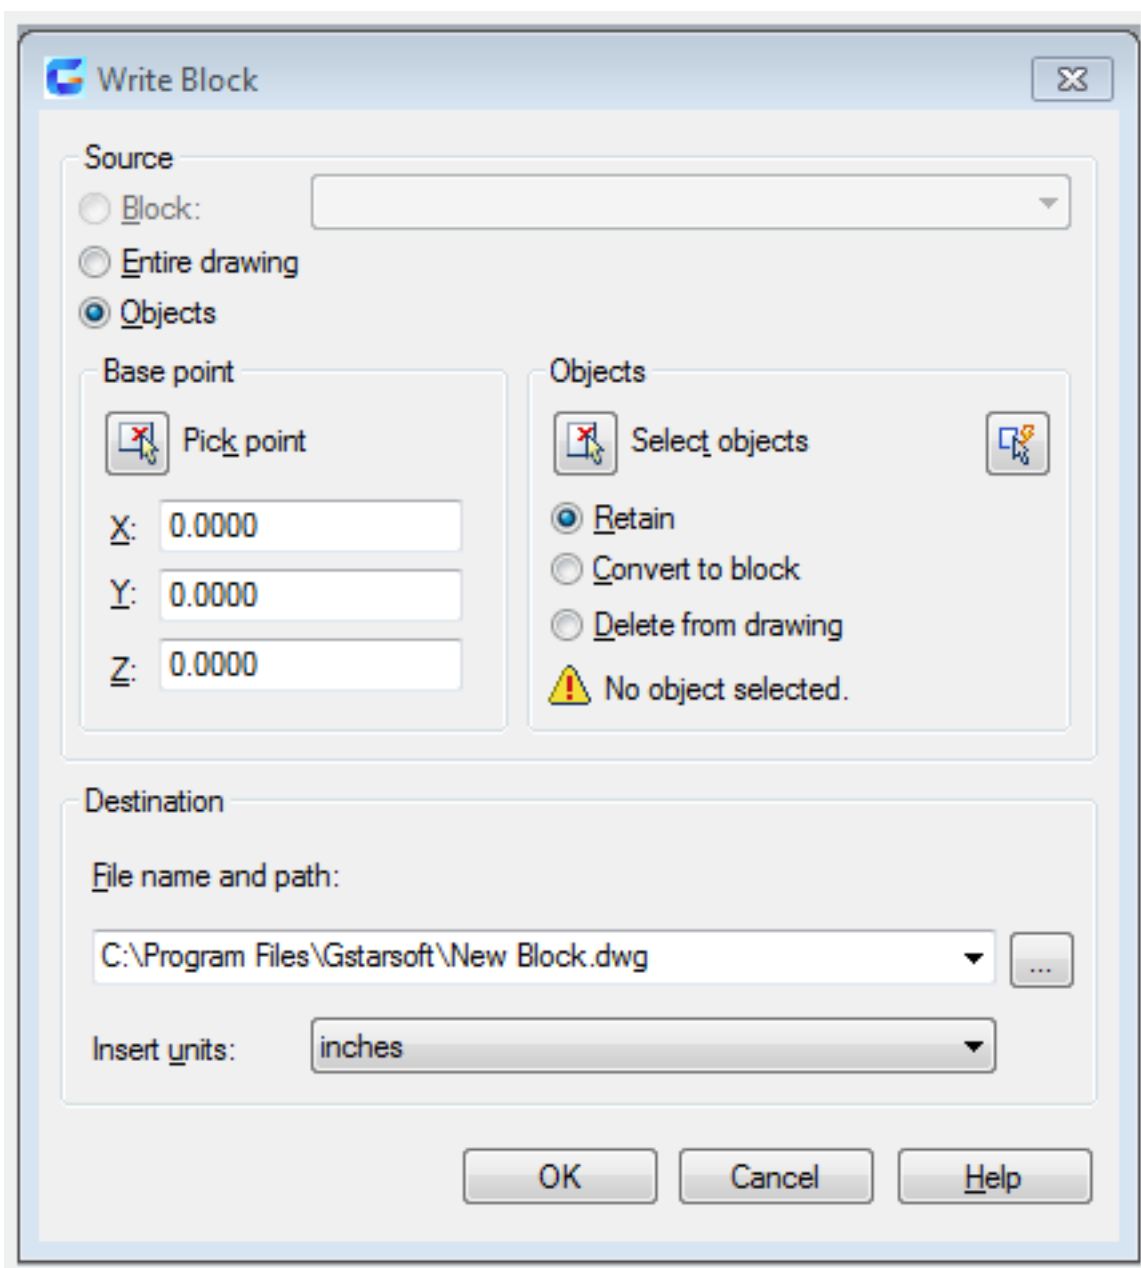 Write Block
Source
Block:
Entire drawing
Objects
Base point
Pick point
X: 0.0000
Y: 0.0000
Z: 0.0000
Objects
Select objects
Retain
Convert to block
Delete from drawing
No object selected.
Destination
File name and path:
C:\Program Files\Gstarsoft\New Block.dwg
...
Insert units: inches
OK Cancel Help